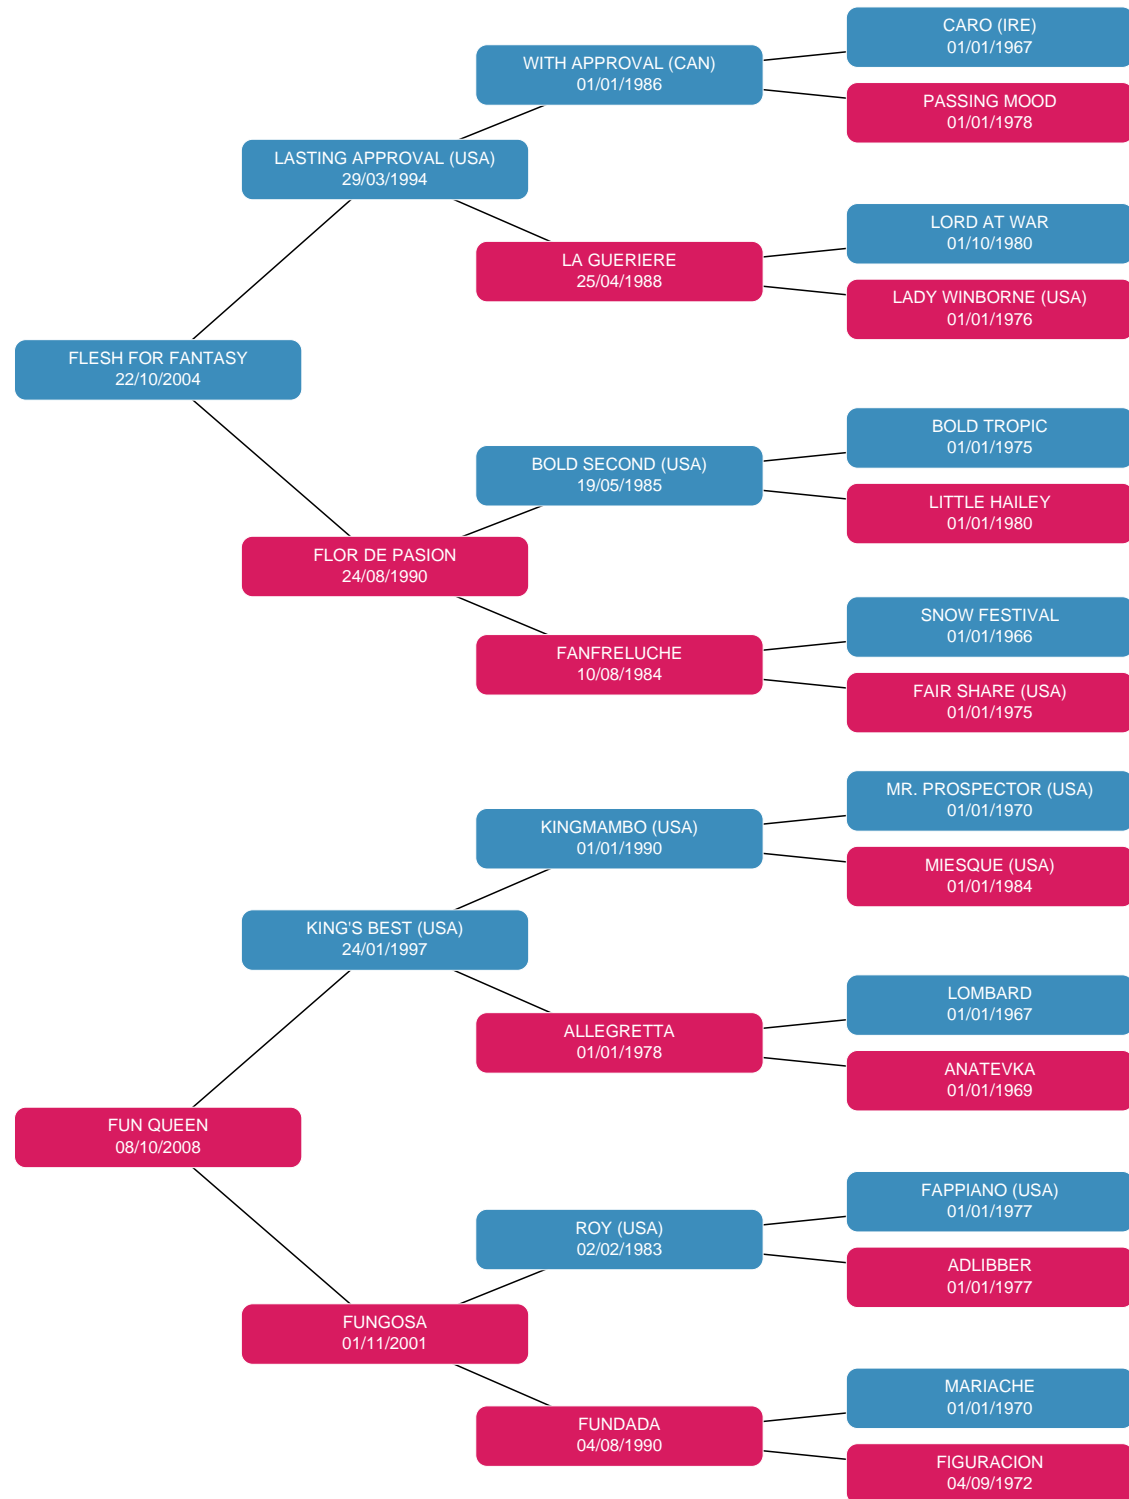 CARO (IRE)
01/01/1967
WITH APPROVAL (CAN)
01/01/1986
PASSING MOOD
01/01/1978
LASTING APPROVAL (USA)
29/03/1994
LORD AT WAR
01/10/1980
LA GUERIERE
25/04/1988
LADY WINBORNE (USA)
01/01/1976
FLESH FOR FANTASY
22/10/2004
BOLD TROPIC
01/01/1975
BOLD SECOND (USA)
19/05/1985
LITTLE HAILEY
01/01/1980
FLOR DE PASION
24/08/1990
SNOW FESTIVAL
01/01/1966
FANFRELUCHE
10/08/1984
FAIR SHARE (USA)
01/01/1975
MR. PROSPECTOR (USA)
01/01/1970
KINGMAMBO (USA)
01/01/1990
MIESQUE (USA)
01/01/1984
KING'S BEST (USA)
24/01/1997
LOMBARD
01/01/1967
ALLEGRETTA
01/01/1978
ANATEVKA
01/01/1969
FUN QUEEN
08/10/2008
FAPPIANO (USA)
01/01/1977
ROY (USA)
02/02/1983
ADLIBBER
01/01/1977
FUNGOSA
01/11/2001
MARIACHE
01/01/1970
FUNDADA
04/08/1990
FIGURACION
04/09/1972